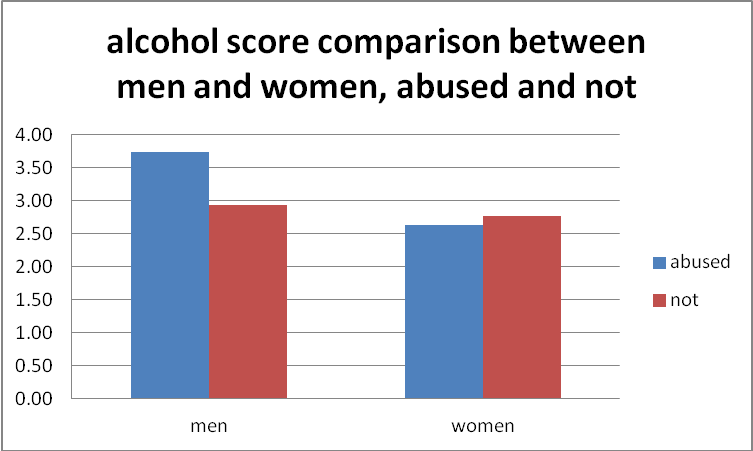 alcohol score comparison between
men and women, abused and not
4.00
3.50
3.00
2.50
2.00
1.50
1.00
0.50
0.00
men
women
abused
not